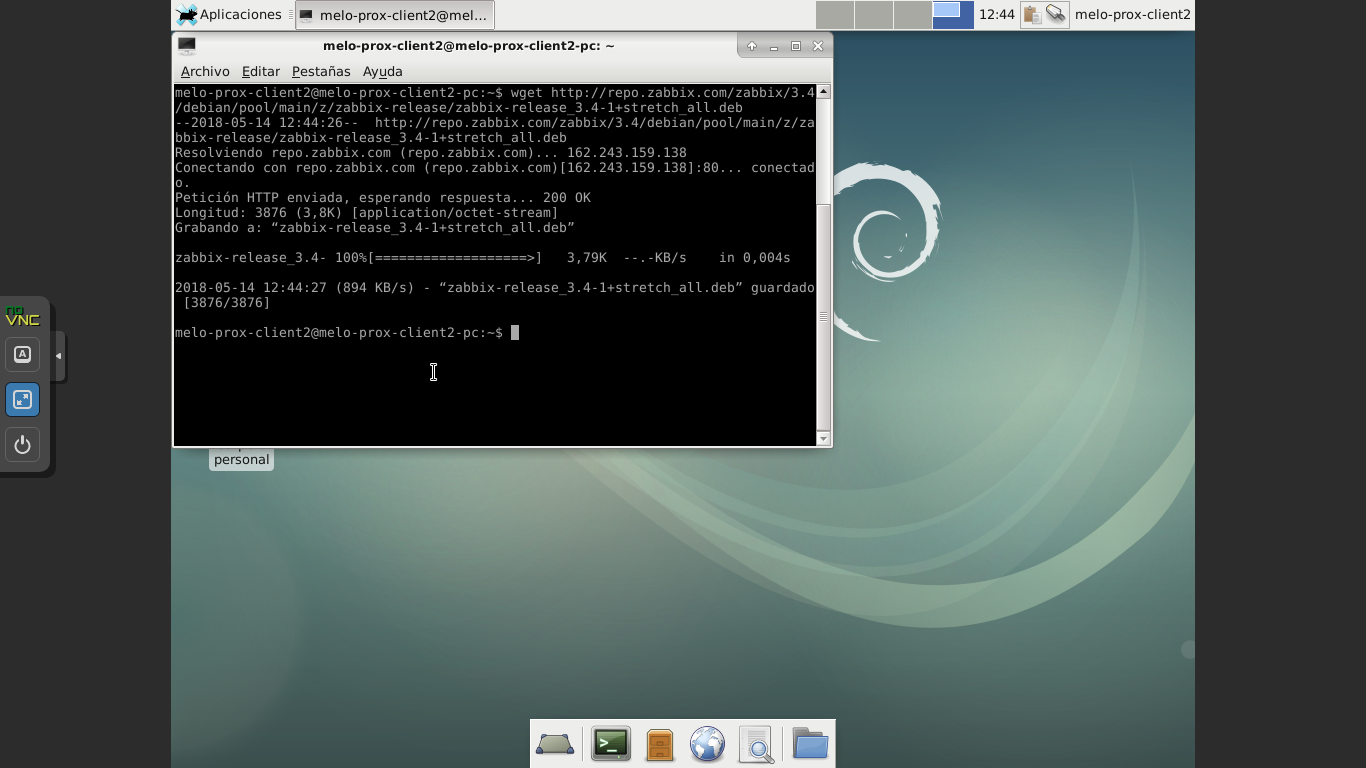 Aplicaciones
melo-prox-client2@mel...
12:44
melo-prox-client2
melo-prox-client2@melo-prox-client2-pc: ~
Archivo Editar Pestañas Ayuda
melo-prox-client2@melo-prox-client2-pc:~$ wget http://repo.zabbix.com/zabbix/3.4
/debian/pool/main/z/zabbix-release/zabbix-release_3.4-1+stretch_all.deb
--2018-05-14 12:44:26--  http://repo.zabbix.com/zabbix/3.4/debian/pool/main/z/za
bbix-release/zabbix-release_3.4-1+stretch_all.deb
Resolviendo repo.zabbix.com (repo.zabbix.com)... 162.243.159.138
Conectando con repo.zabbix.com (repo.zabbix.com)[162.243.159.138]:80... conectad
o.
Petición HTTP enviada, esperando respuesta... 200 OK
Longitud: 3876 (3,8K) [application/octet-stream]
Grabando a: “zabbix-release_3.4-1+stretch_all.deb”
zabbix-release_3.4- 100%[===================>]   3,79K  --.-KB/s    in 0,004s
2018-05-14 12:44:27 (894 KB/s) - “zabbix-release_3.4-1+stretch_all.deb” guardado
 [3876/3876]
melo-prox-client2@melo-prox-client2-pc:~$
no
VNC
A
personal
>_